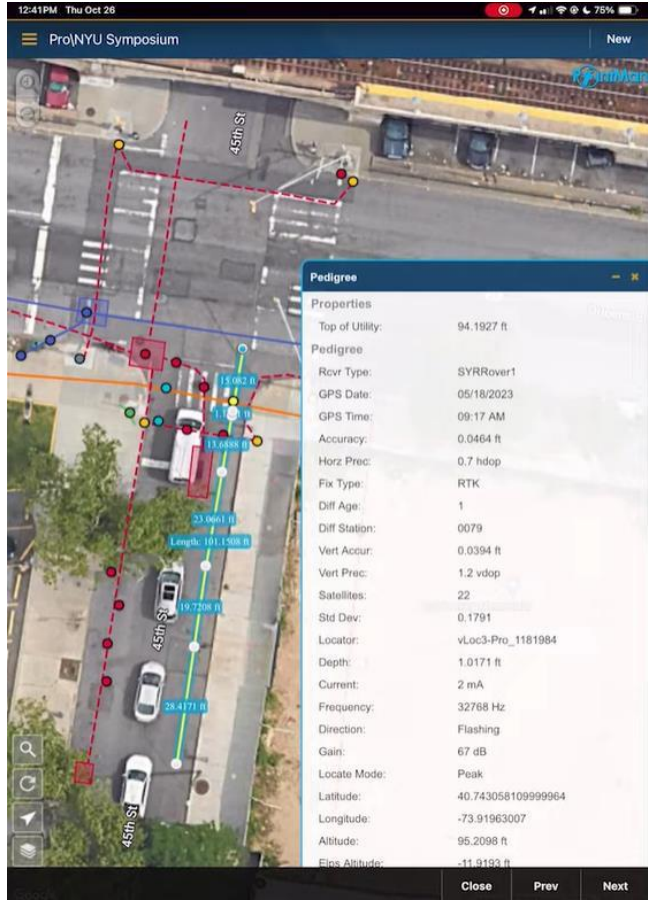 12:41PM Thu Oct 26
75%
Pro\NYU Symposium
New
45th St
Pedigree
Properties
Top of Utility: 94.1927 ft
Pedigree
Rcvr Type: SYRRover1
GPS Date: 05/18/2023
GPS Time: 09:17 AM
Accuracy: 0.0464 ft
Horz Prec: 0.7 hdop
Fix Type: RTK
Diff Age: 1
Diff Station: 0079
Vert Accur: 0.0394 ft
Vert Prec: 1.2 vdop
Satellites: 22
Std Dev: 0.1791
Locator: vLoc3-Pro_1181984
Depth: 1.0171 ft
Current: 2 mA
Frequency: 32768 Hz
Direction: Flashing
Gain: 67 dB
Locate Mode: Peak
Latitude: 40.743058109999964
Longitude: -73.91963007
Altitude: 95.2098 ft
Elps Altitude: -11.9193 ft
15.082 ft
13.6888 ft
23.0661 ft
Length: 101.1508 ft
19.7208 ft
45th St
28.4171 ft
45th St
Close Prev Next